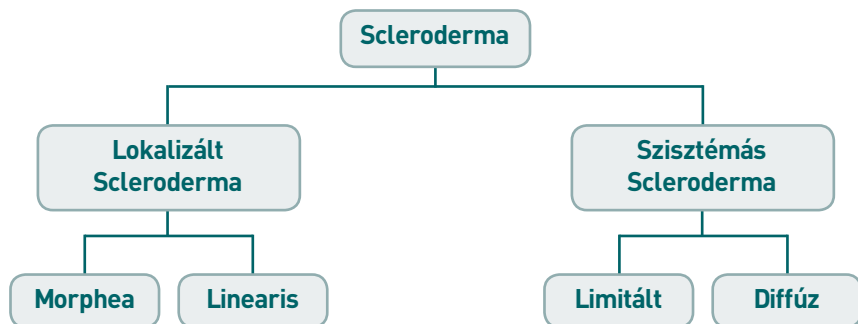 Scleroderma
Lokalizált
Scleroderma
Szisztémás
Scleroderma
Morphea
Linearis
Limitált
Diffúz